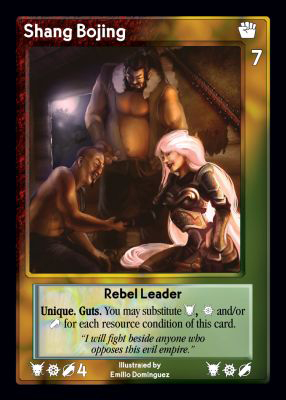 Shang Bojing
7
Rebel Leader
Unique. Guts. You may substitute , and/or
for each resource condition of this card.
"I will fight beside anyone who
opposes this evil empire."
4
Illustrated by
Emilio Dominguez